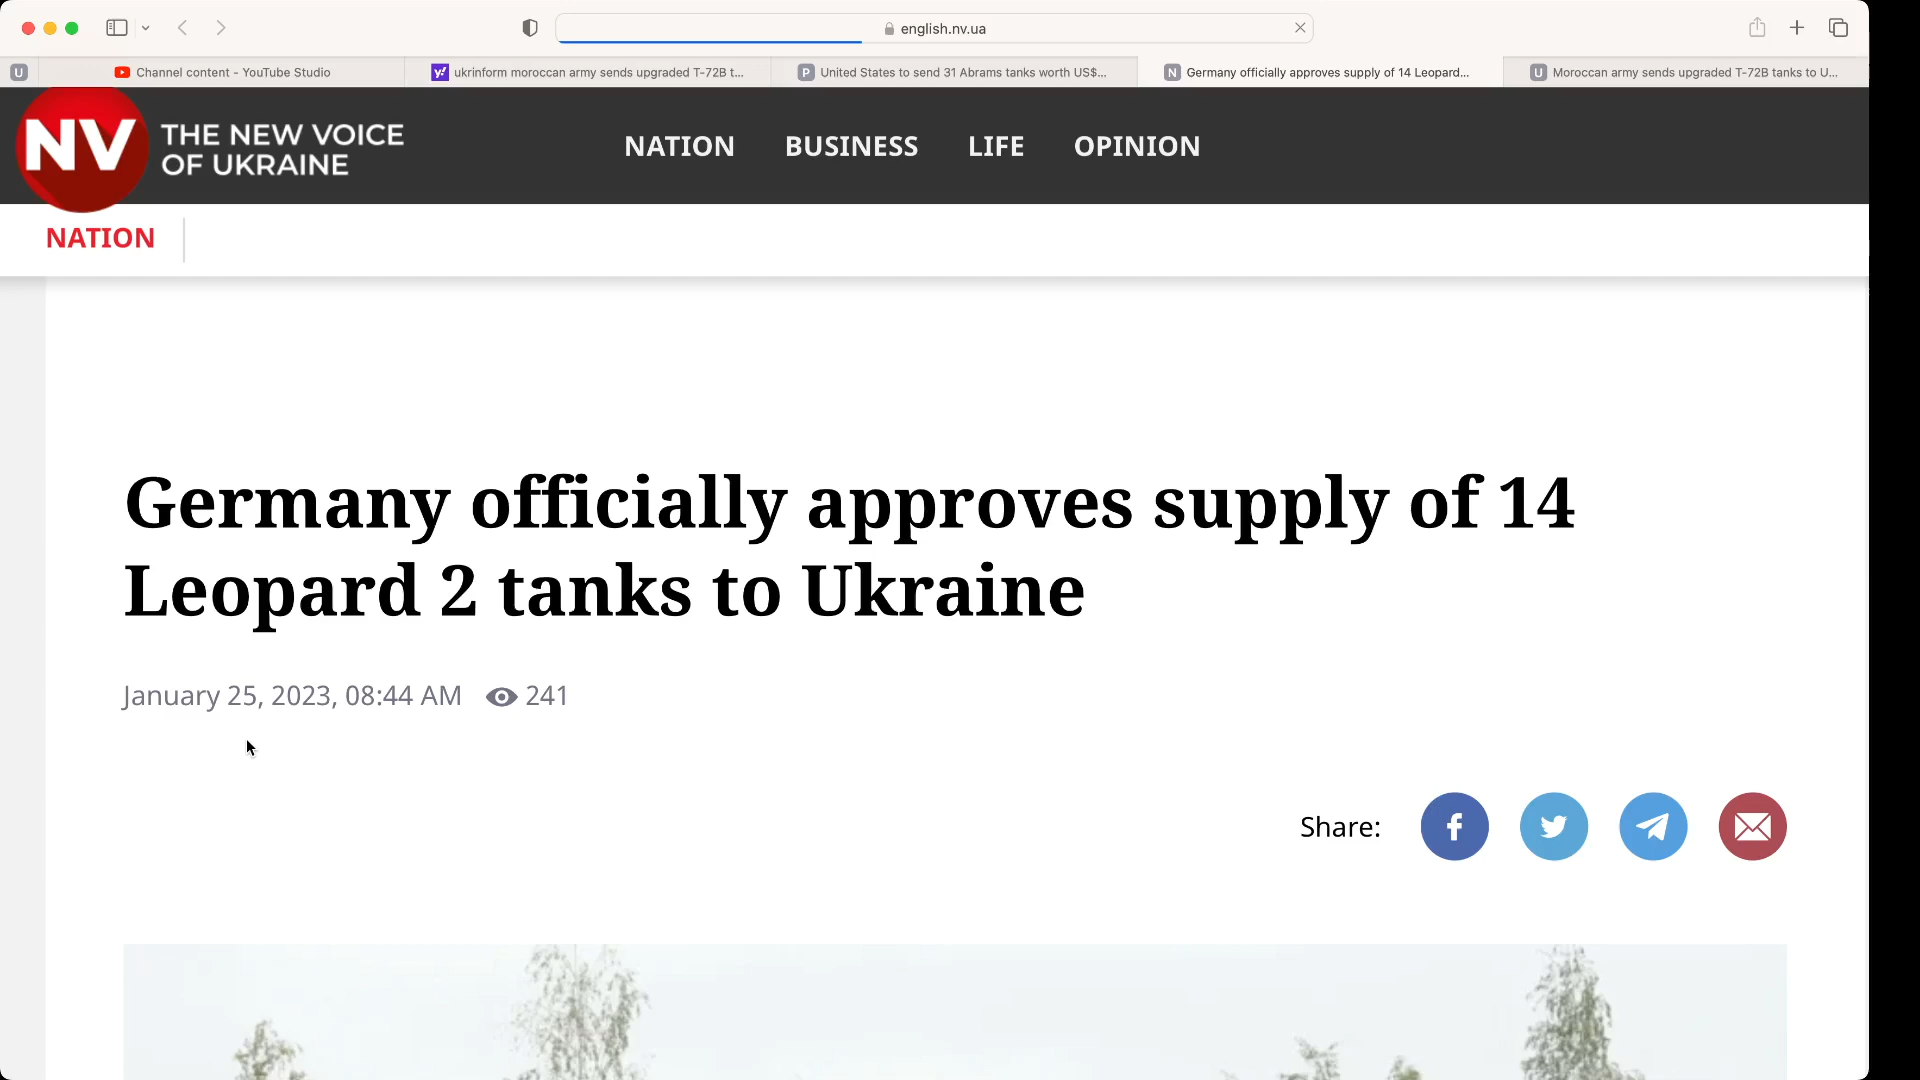 english.nv.ua
U
Channel content - YouTube Studio
y! ukrinform moroccan army sends upgraded T-72B t...
P United States to send 31 Abrams tanks worth US$...
N Germany officially approves supply of 14 Leopard...
U Moroccan army sends upgraded T-72B tanks to U...
NV
THE NEW VOICE
OF UKRAINE
NATION
BUSINESS
LIFE
OPINION
NATION
Germany officially approves supply of 14
Leopard 2 tanks to Ukraine
January 25, 2023, 08:44 AM 241
Share: